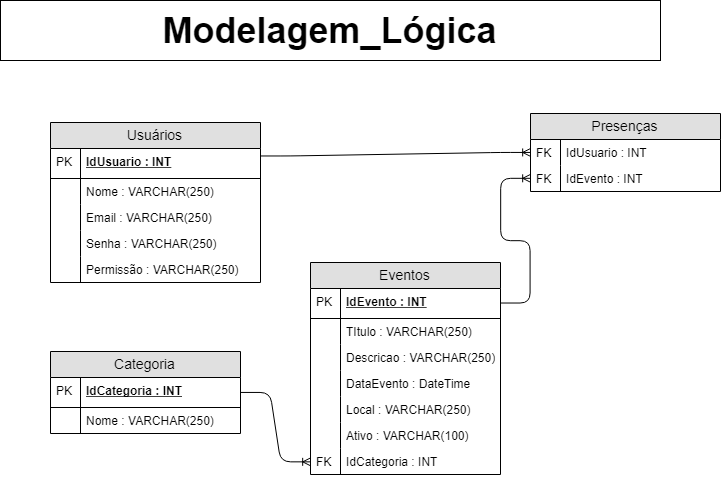 Modelagem_Lógica
Usuários
PK IdUsuario : INT
Nome : VARCHAR(250)
Email : VARCHAR(250)
Senha : VARCHAR(250)
Permissão : VARCHAR(250)
Presenças
FK IdUsuario : INT
FK IdEvento : INT
Eventos
PK IdEvento : INT
TItulo : VARCHAR(250)
Descricao : VARCHAR(250)
DataEvento : DateTime
Local : VARCHAR(250)
Ativo : VARCHAR(100)
FK IdCategoria : INT
Categoria
PK IdCategoria : INT
Nome : VARCHAR(250)